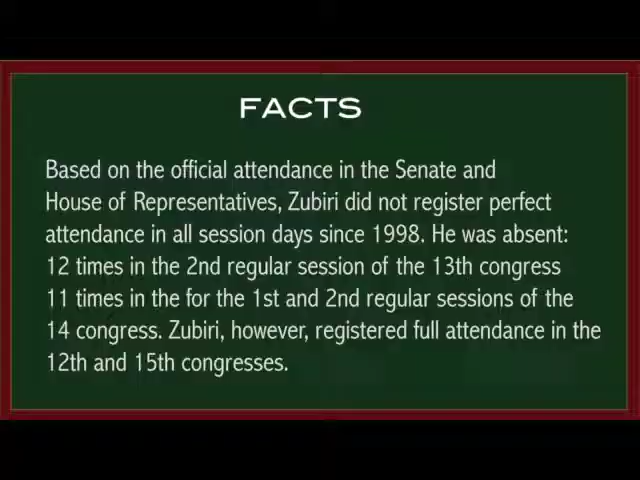 FACTS
Based on the official attendance in the Senate and
House of Representatives, Zubiri did not register perfect
attendance in all session days since 1998. He was absent:
12 times in the 2nd regular session of the 13th congress
11 times in the for the 1st and 2nd regular sessions of the
14 congress. Zubiri, however, registered full attendance in the
12th and 15th congresses.